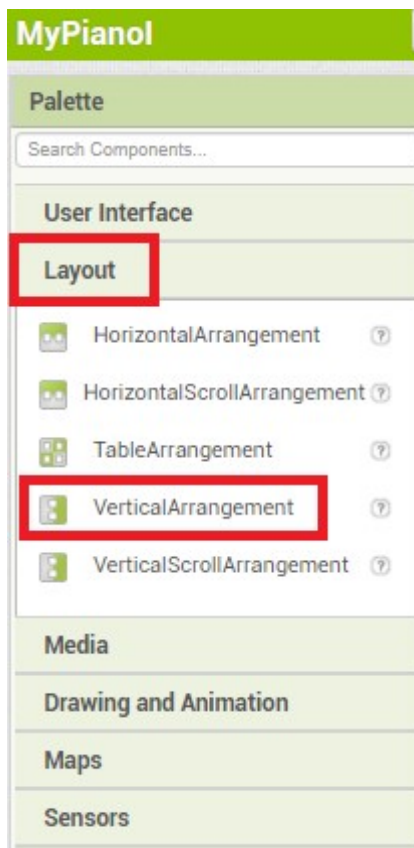 MyPianoI
Palette
Search Components...
User Interface
Layout
HorizontalArrangement ?
HorizontalScrollArrangement ?
TableArrangement ?
VerticalArrangement ?
VerticalScrollArrangement ?
Media
Drawing and Animation
Maps
Sensors